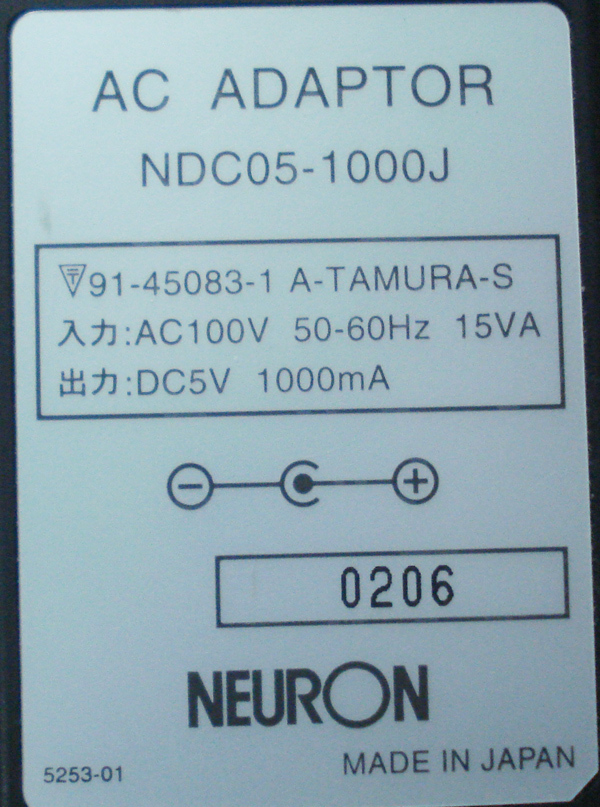 AC ADAPTOR
NDC05-1000J
91-45083-1 A-TAMURA-S
入力:AC100V 50-60Hz 15VA
出力:DC5V 1000mA
0206
NEURON
5253-01
MADE IN JAPAN